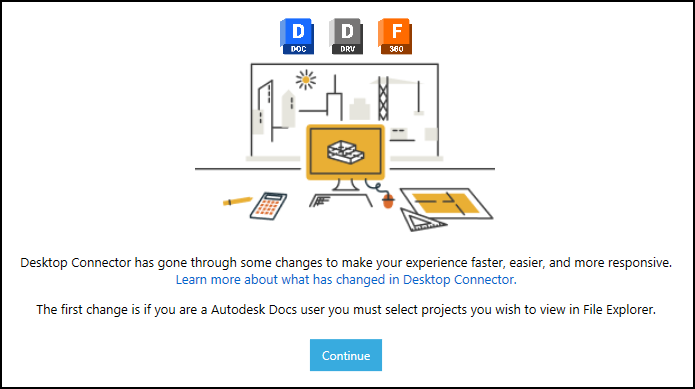 D D F
DOC DRV 360
Desktop Connector has gone through some changes to make your experience faster, easier, and more responsive.
Learn more about what has changed in Desktop Connector.
The first change is if you are a Autodesk Docs user you must select projects you wish to view in File Explorer.
Continue